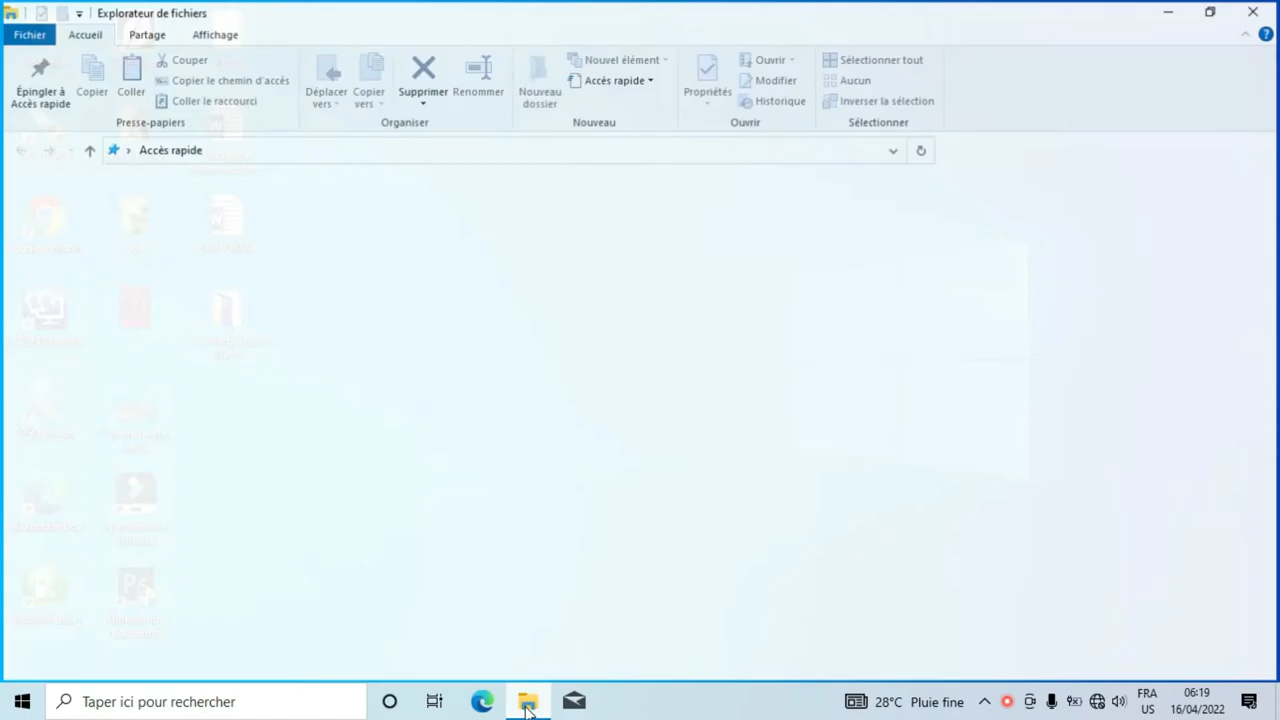 Explorateur de fichiers
Fichier
Accueil
Partage
Affichage
Épingler à
Accès rapide
Copier
Coller
Couper
Copier le chemin d'accès
Coller le raccourci
Presse-papiers
Déplacer
vers
Copier
vers
Supprimer
Renommer
Organiser
Nouveau
dossier
Nouvel élément
Accès rapide
Nouveau
Propriétés
Ouvrir
Modifier
Historique
Ouvrir
Sélectionner tout
Aucun
Inverser la sélection
Sélectionner
Accès rapide
Taper ici pour rechercher
28°C Pluie fine
FRA
US
06:19
16/04/2022